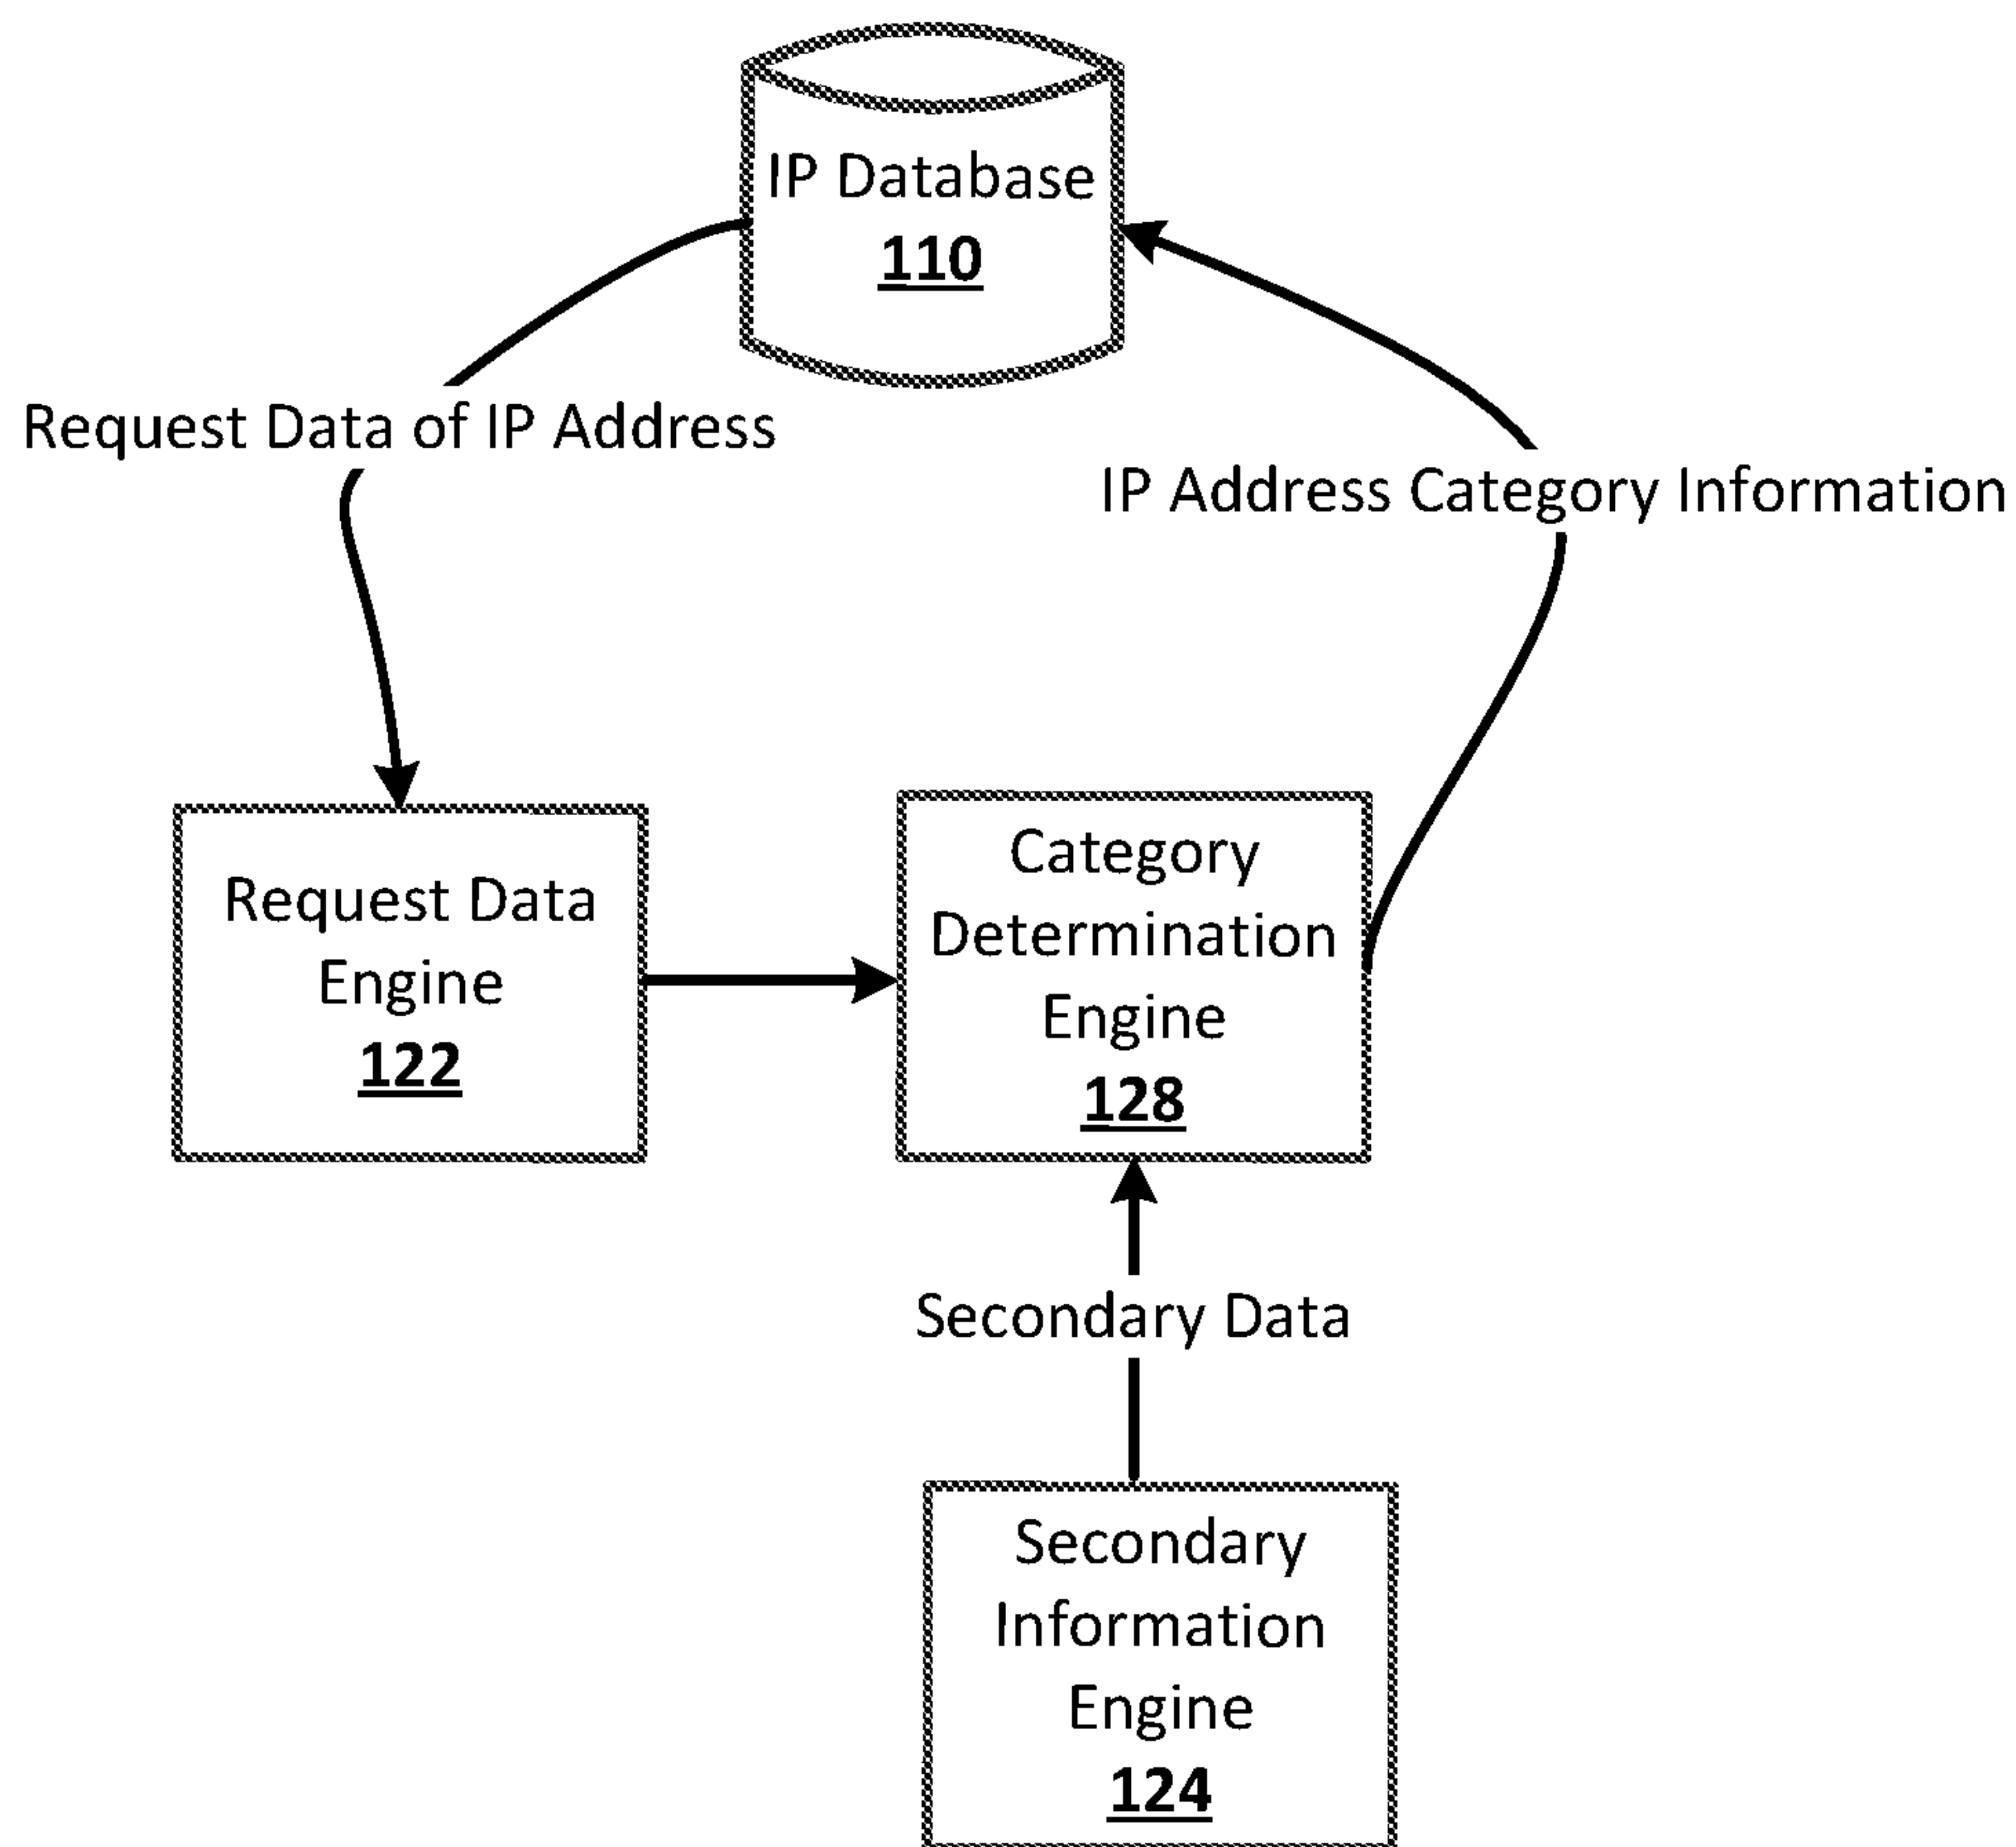 IP Database
110
Request Data of IP Address
IP Address Category Information
Request Data
Engine
122
Category
Determination
Engine
128
Secondary Data
Secondary
Information
Engine
124